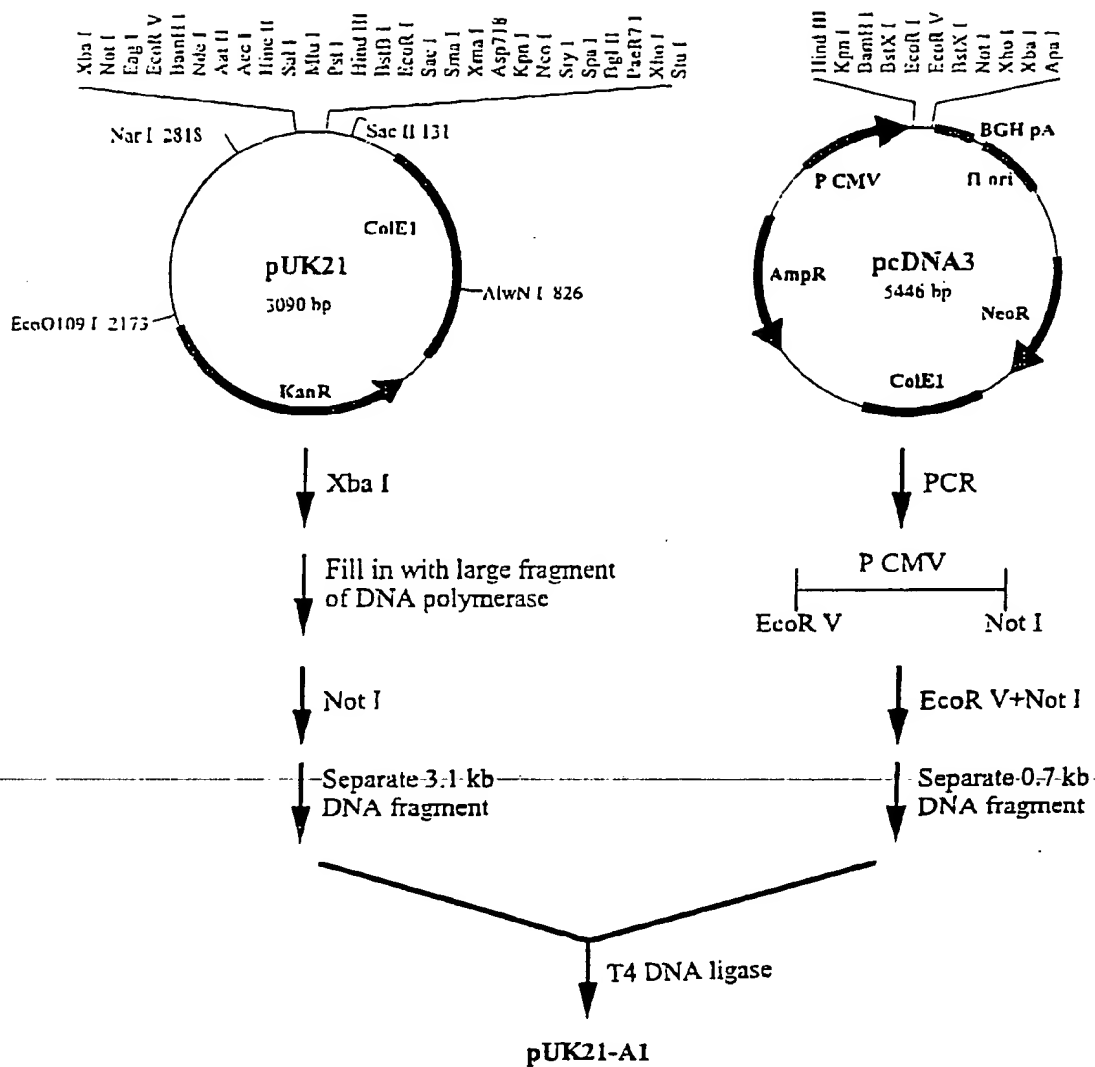 Xba I
Not I
Eag I
EcoR V
BamH I
Nde I
Aat II
Acc I
Hinc II
Sal I
Mlu I
Pst I
Hind III
BstB I
EcoR I
Sac I
Sma I
Xma I
Asp718
Kpn I
Nco I
Sty I
Spa I
Bgl II
PaeR7 I
Xho I
Stu I
Hind III
Kpn I
BamH I
BstX I
EcoR I
EcoR V
BstX I
Not I
Xho I
Xba I
Apa I
Nar I 2818
Sac II 131
ColE1
pUK21
3090 bp
AlwN I 826
EcoO109 I 2173
KanR
BGH pA
P CMV
f1 ori
AmpR
pcDNA3
5446 bp
NeoR
ColE1
Xba I
PCR
Fill in with large fragment
of DNA polymerase
P CMV
EcoR V
Not I
Not I
EcoR V+Not I
Separate 3.1 kb
DNA fragment
Separate 0.7 kb
DNA fragment
T4 DNA ligase
pUK21-A1